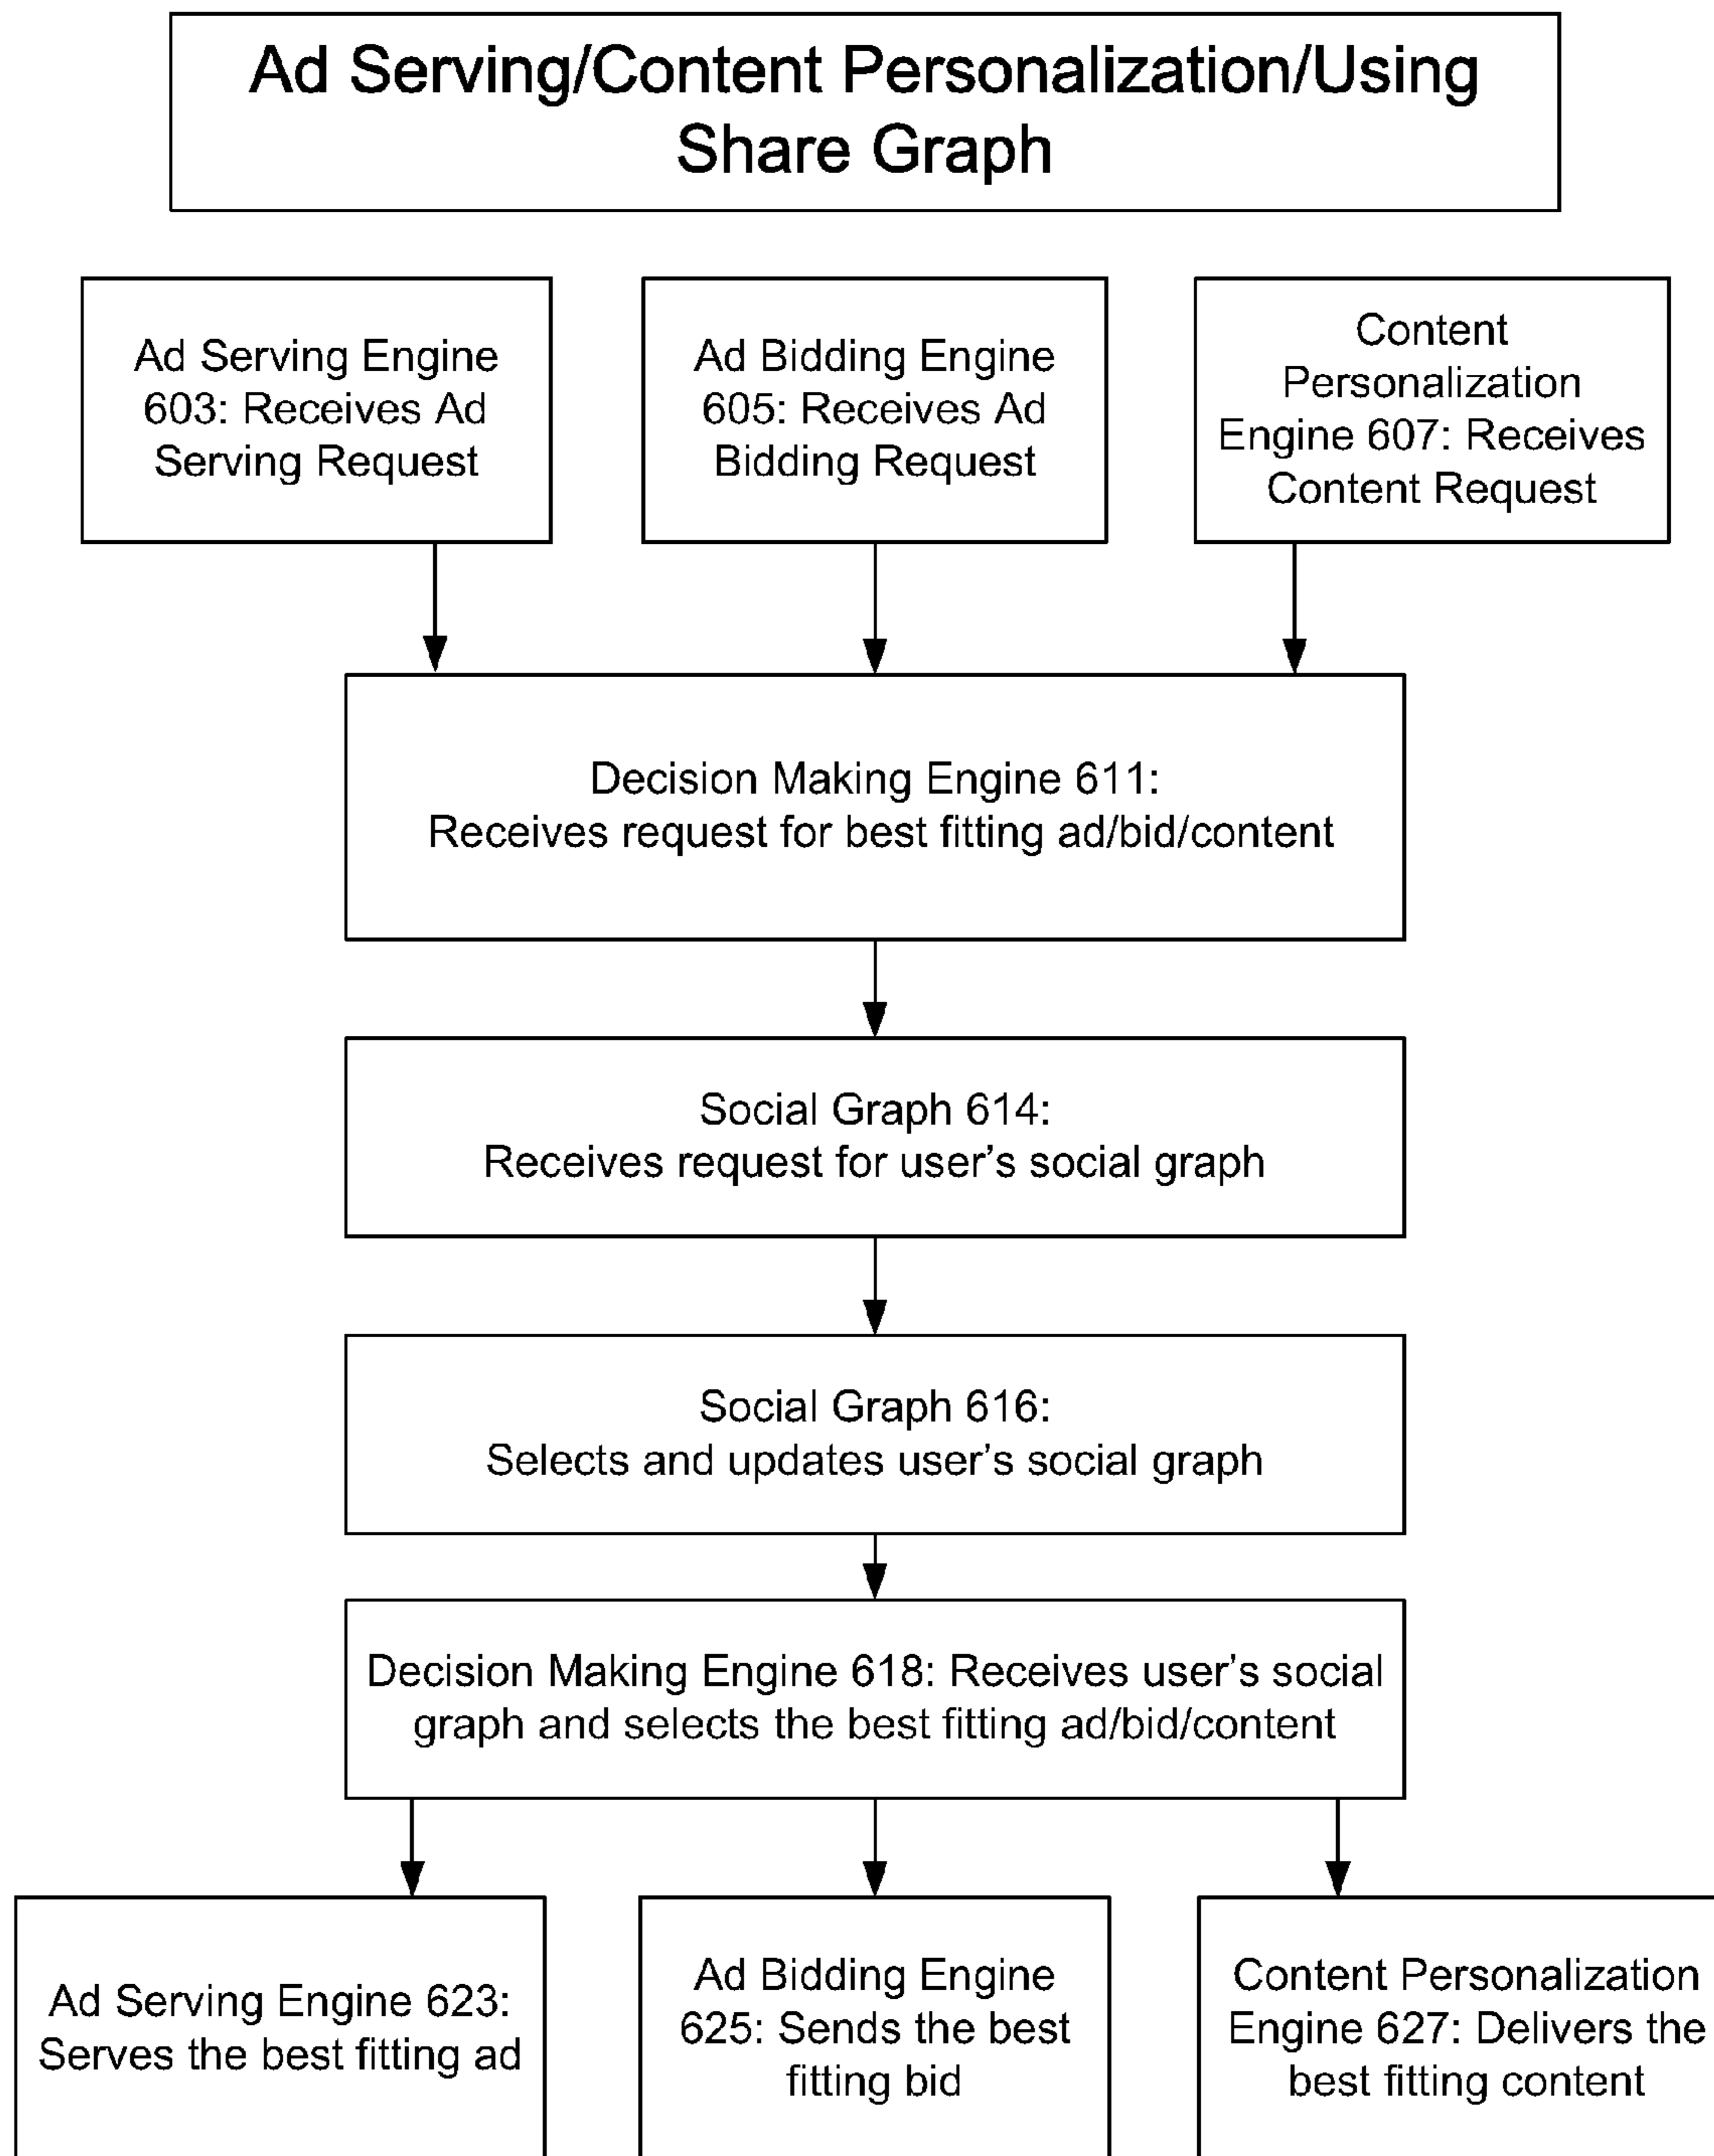 Ad Serving/Content Personalization/Using
Share Graph
Ad Serving Engine
603: Receives Ad
Serving Request
Ad Bidding Engine
605: Receives Ad
Bidding Request
Content
Personalization
Engine 607: Receives
Content Request
Decision Making Engine 611:
Receives request for best fitting ad/bid/content
Social Graph 614:
Receives request for user's social graph
Social Graph 616:
Selects and updates user's social graph
Decision Making Engine 618: Receives user's social
graph and selects the best fitting ad/bid/content
Ad Serving Engine 623:
Serves the best fitting ad
Ad Bidding Engine
625: Sends the best
fitting bid
Content Personalization
Engine 627: Delivers the
best fitting content